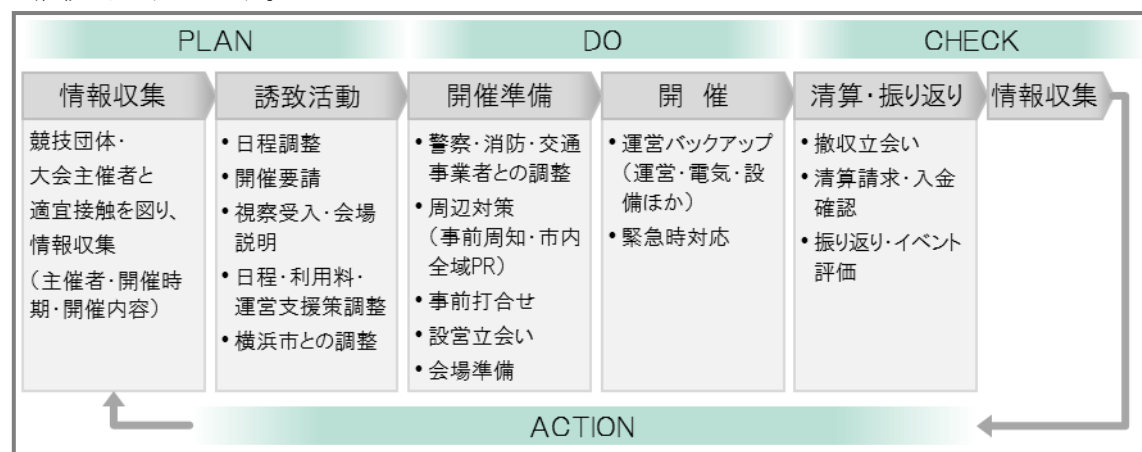 PLAN
DO
CHECK
情報収集
誘致活動
開催準備
開 催
清算・振り返り
情報収集
競技団体・
大会主催者と
適宜接触を図り、
情報収集
（主催者・開催時
期・開催内容）
•日程調整
•開催要請
•視察受入・会場
説明
•日程・利用料・
運営支援策調整
•横浜市との調整
•警察・消防・交通
事業者との調整
•周辺対策
（事前周知・市内
全域PR）
•事前打合せ
•設営立会い
•会場準備
•運営バックアップ
（運営・電気・設
備ほか）
•緊急時対応
•撤収立会い
•清算請求・入金
確認
•振り返り・イベント
評価
ACTION